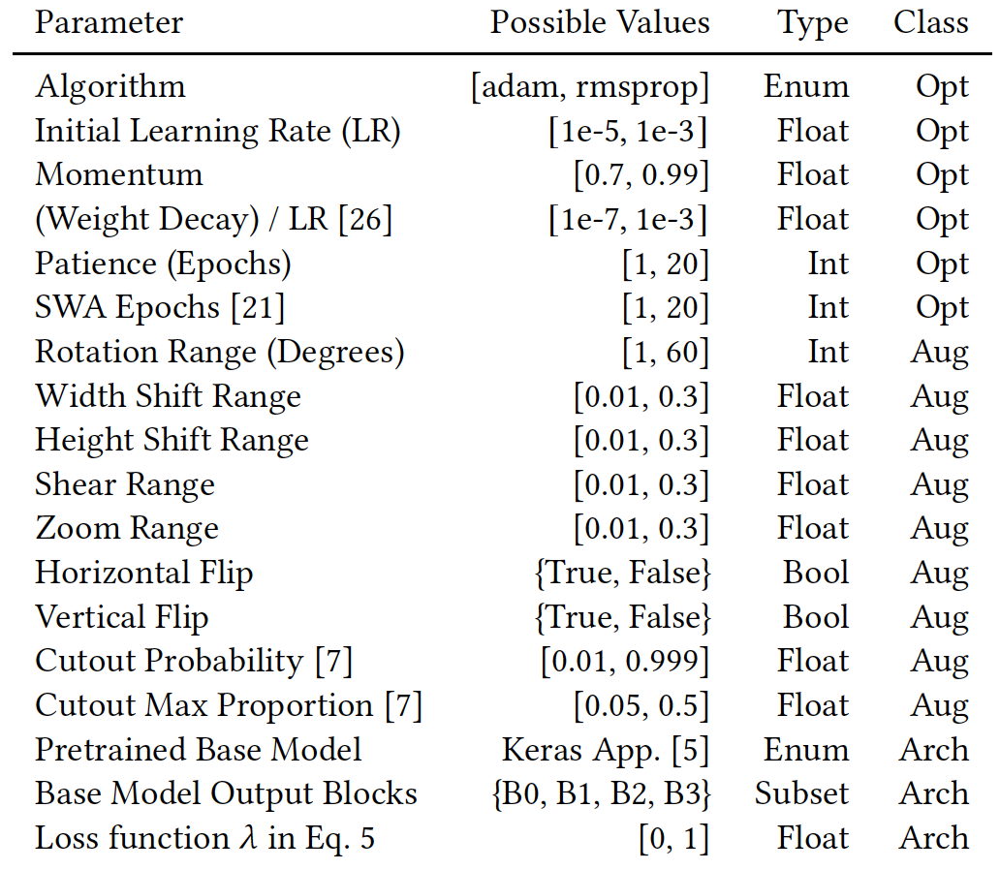 Parameter Possible Values Type Class
Algorithm [adam, rmsprop] Enum Opt
Initial Learning Rate (LR) [1e-5, 1e-3] Float Opt
Momentum [0.7, 0.99] Float Opt
(Weight Decay) / LR [26] [1e-7, 1e-3] Float Opt
Patience (Epochs) [1, 20] Int Opt
SWA Epochs [21] [1, 20] Int Opt
Rotation Range (Degrees) [1, 60] Int Aug
Width Shift Range [0.01, 0.3] Float Aug
Height Shift Range [0.01, 0.3] Float Aug
Shear Range [0.01, 0.3] Float Aug
Zoom Range [0.01, 0.3] Float Aug
Horizontal Flip {True, False} Bool Aug
Vertical Flip {True, False} Bool Aug
Cutout Probability [7] [0.01, 0.999] Float Aug
Cutout Max Proportion [7] [0.05, 0.5] Float Aug
Pretrained Base Model Keras App. [5] Enum Arch
Base Model Output Blocks {B0, B1, B2, B3} Subset Arch
Loss function λ in Eq. 5 [0, 1] Float Arch